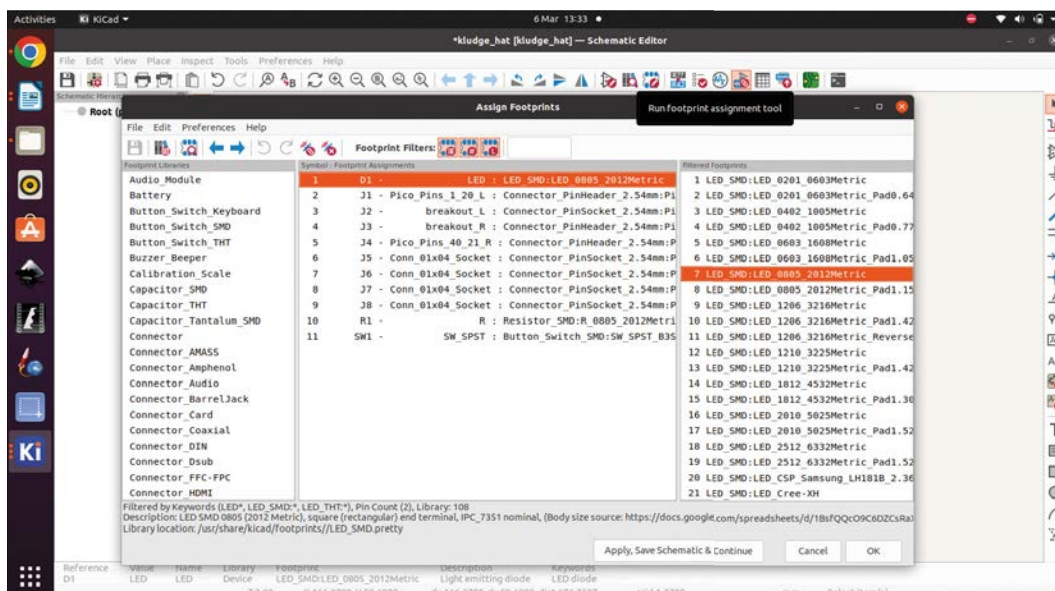 Activities
KiCad
6 Mar 13:33
*kludge_hat [kludge_hat] — Schematic Editor
File Edit View Place Inspect Tools Preferences Help
Schematic Hierarchy
Root
Assign Footprints
Run footprint assignment tool
File Edit Preferences Help
Footprint Filters:
Footprint Libraries
Audio_Module
Battery
Button_Switch_Keyboard
Button_Switch_SMD
Button_Switch_THT
Buzzer_Beeper
Calibration_Scale
Capacitor_SMD
Capacitor_THT
Capacitor_Tantalum_SMD
Connector
Connector_AMASS
Connector_Amphenol
Connector_Audio
Connector_BarrelJack
Connector_Card
Connector_Coaxial
Connector_DIN
Connector_Dsub
Connector_FFC-FPC
Connector_HDMI
Symbol : Footprint Assignments
1 D1 - LED : LED_SMD:LED_0805_2012Metric
2 J1 - Pico_Pins_1_20_L : Connector_PinHeader_2.54mm:Pi
3 J2 - breakout_L : Connector_PinSocket_2.54mm:Pi
4 J3 - breakout_R : Connector_PinSocket_2.54mm:Pi
5 J4 - Pico_Pins_40_21_R : Connector_PinHeader_2.54mm:P
6 J5 - Conn_01x04_Socket : Connector_PinSocket_2.54mm:P
7 J6 - Conn_01x04_Socket : Connector_PinSocket_2.54mm:P
8 J7 - Conn_01x04_Socket : Connector_PinSocket_2.54mm:P
9 J8 - Conn_01x04_Socket : Connector_PinSocket_2.54mm:P
10 R1 - R : Resistor_SMD:R_0805_2012Metri
11 SW1 - SW_SPST : Button_Switch_SMD:SW_SPST_B3S
Filtered Footprints
1 LED_SMD:LED_0201_0603Metric
2 LED_SMD:LED_0201_0603Metric_Pad0.64
3 LED_SMD:LED_0402_1005Metric
4 LED_SMD:LED_0402_1005Metric_Pad0.77
5 LED_SMD:LED_0603_1608Metric
6 LED_SMD:LED_0603_1608Metric_Pad1.05
7 LED_SMD:LED_0805_2012Metric
8 LED_SMD:LED_0805_2012Metric_Pad1.15
9 LED_SMD:LED_1206_3216Metric
10 LED_SMD:LED_1206_3216Metric_Pad1.42
11 LED_SMD:LED_1206_3216Metric_Reverse
12 LED_SMD:LED_1210_3225Metric
13 LED_SMD:LED_1210_3225Metric_Pad1.42
14 LED_SMD:LED_1812_4532Metric
15 LED_SMD:LED_1812_4532Metric_Pad1.30
16 LED_SMD:LED_2010_5025Metric
17 LED_SMD:LED_2010_5025Metric_Pad1.52
18 LED_SMD:LED_2512_6332Metric
19 LED_SMD:LED_2512_6332Metric_Pad1.52
20 LED_SMD:LED_CSP_Samsung_LH181B_2.36
21 LED_SMD:LED_Cree-XH
Filtered by Keywords (LED*, LED_SMD:*, LED_THT:*), Pin Count (2), Library: 108
Description: LED SMD 0805 (2012 Metric), square (rectangular) end terminal, IPC_7351 nominal, (Body size source: https://docs.google.com/spreadsheets/d/1BsfQQcO9C6DZCsRa
Library location: /usr/share/kicad/footprints//LED_SMD.pretty
Apply, Save Schematic & Continue
Cancel
OK
Reference Value Name Library Footprint Description Keywords
D1 LED LED Device LED_SMD:LED_0805_2012Metric Light emitting diode LED diode
Ki